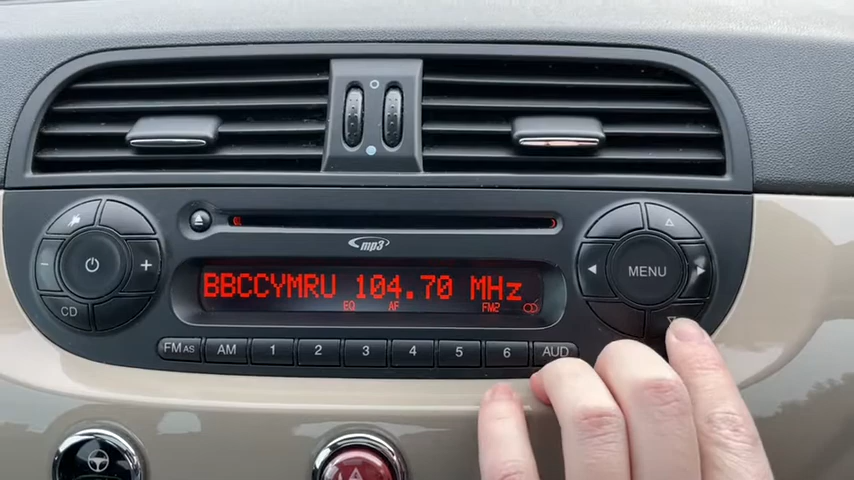 mp3
BBCCYMRU 104.70 MHz
EQ AF FM2
MENU
CD
FMAS AM 1 2 3 4 5 6 AUD